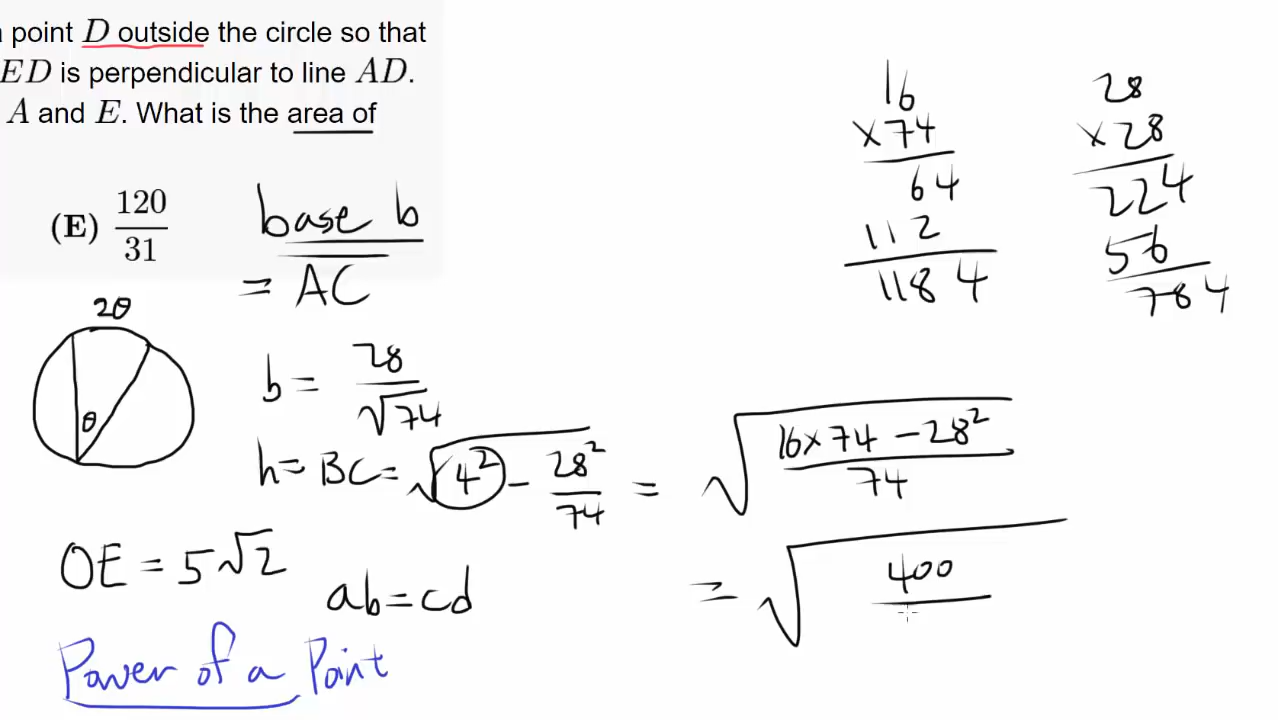 point D outside the circle so that
ED is perpendicular to line AD.
A and E. What is the area of
(E) 120/31
base b
= AC
2θ
θ
b = 28/√74
h = BC = √(4² - 28²/74) = √((16×74 - 28²)/74)
= √(400
OE = 5√2
ab = cd
Power of a Point
16
×74
64
112
1184
28
×28
224
56
784